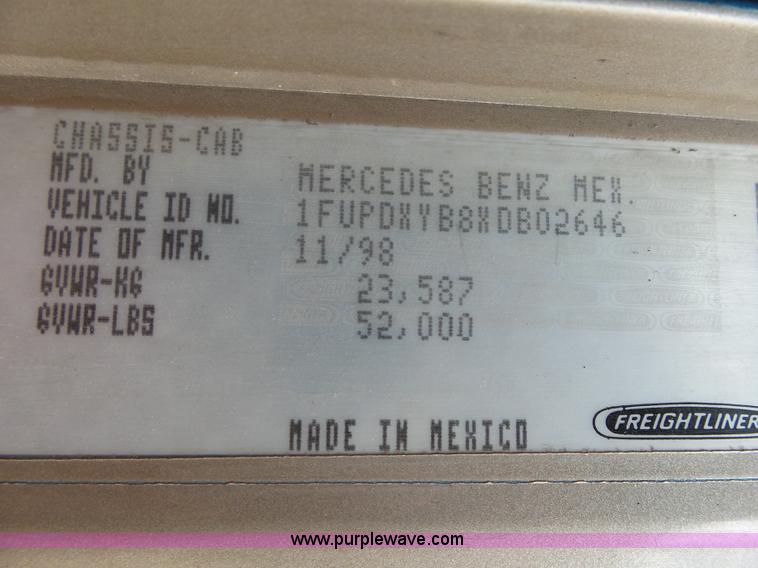 CHASSIS-CAB
MFD. BY MERCEDES BENZ MEX.
VEHICLE ID NO. 1FUPDXYB8XDB02646
DATE OF MFR. 11/98
GVWR-KG 23,587
GVWR-LBS 52,000
MADE IN MEXICO
FREIGHTLINER
www.purplewave.com